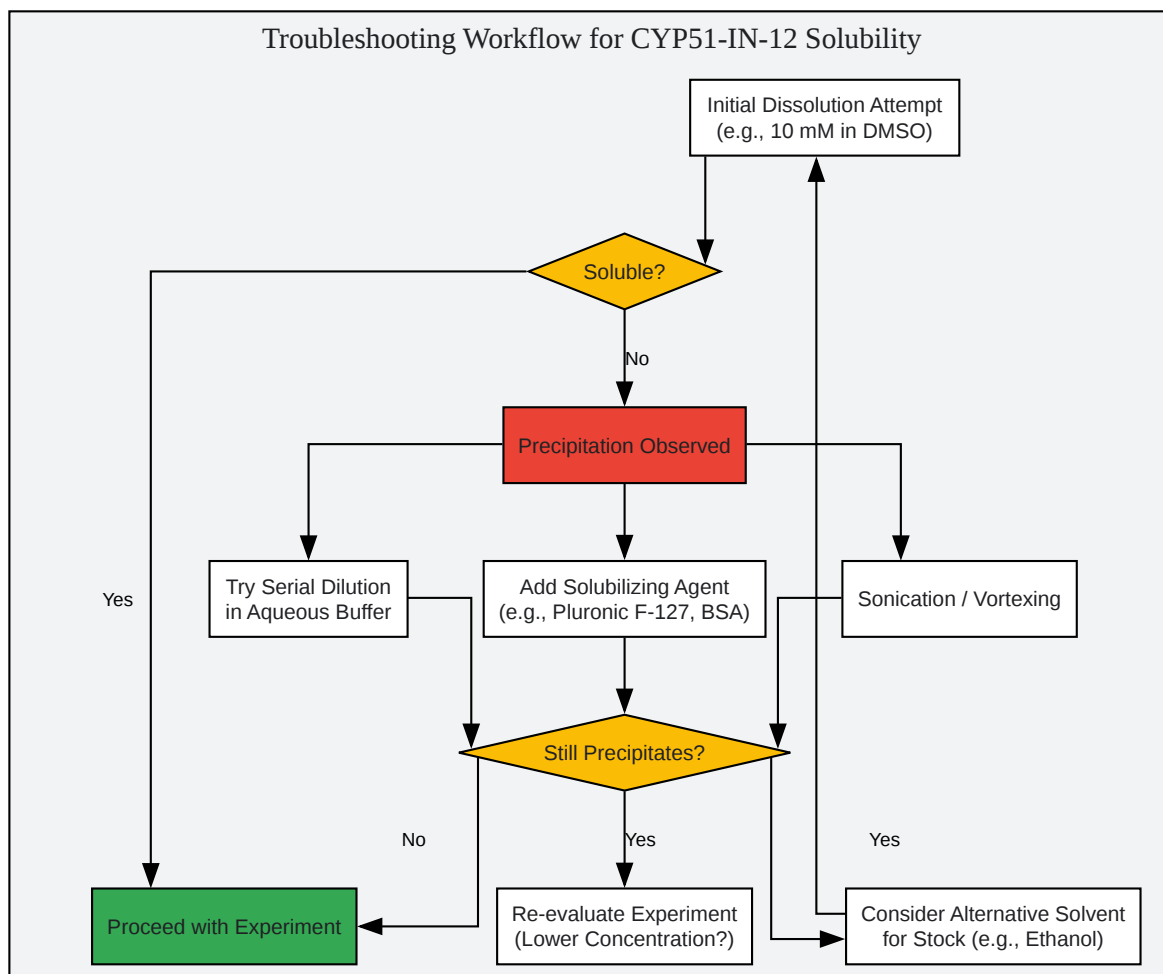 Troubleshooting Workflow for CYP51-IN-12 Solubility
Initial Dissolution Attempt
(e.g., 10 mM in DMSO)
Soluble?
No
Precipitation Observed
Yes
Try Serial Dilution
in Aqueous Buffer
Add Solubilizing Agent
(e.g., Pluronic F-127, BSA)
Sonication / Vortexing
Still Precipitates?
No
Yes
Yes
Proceed with Experiment
Re-evaluate Experiment
(Lower Concentration?)
Consider Alternative Solvent
for Stock (e.g., Ethanol)